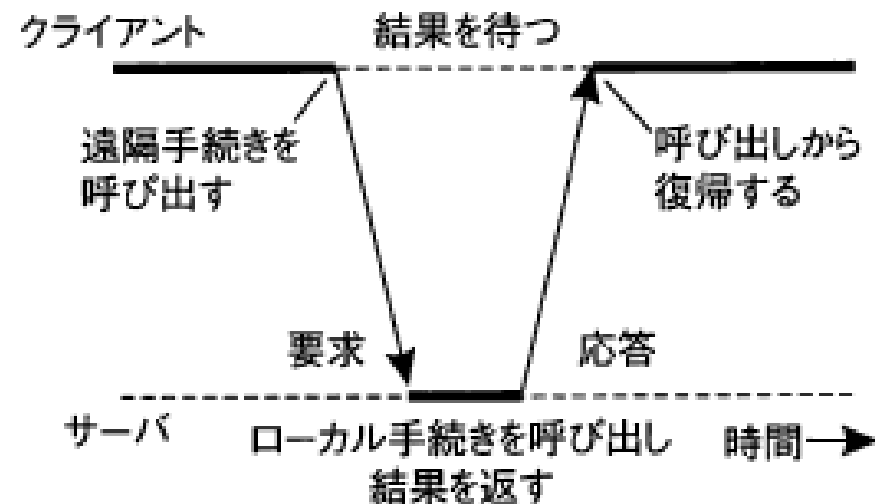 クライアント
結果を待つ
遠隔手続きを
呼び出す
呼び出しから
復帰する
要求
応答
サーバ
ローカル手続きを呼び出し
結果を返す
時間